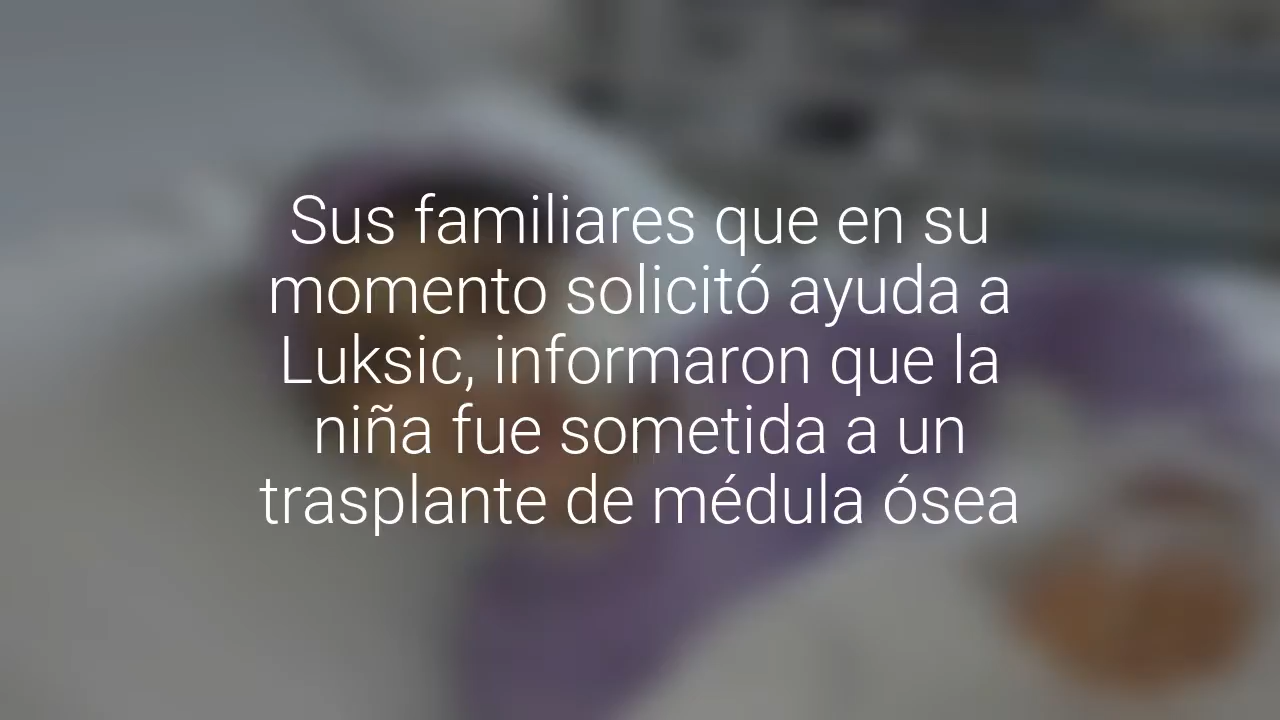 Sus familiares que en su
momento solicitó ayuda a
Luksic, informaron que la
niña fue sometida a un
trasplante de médula ósea